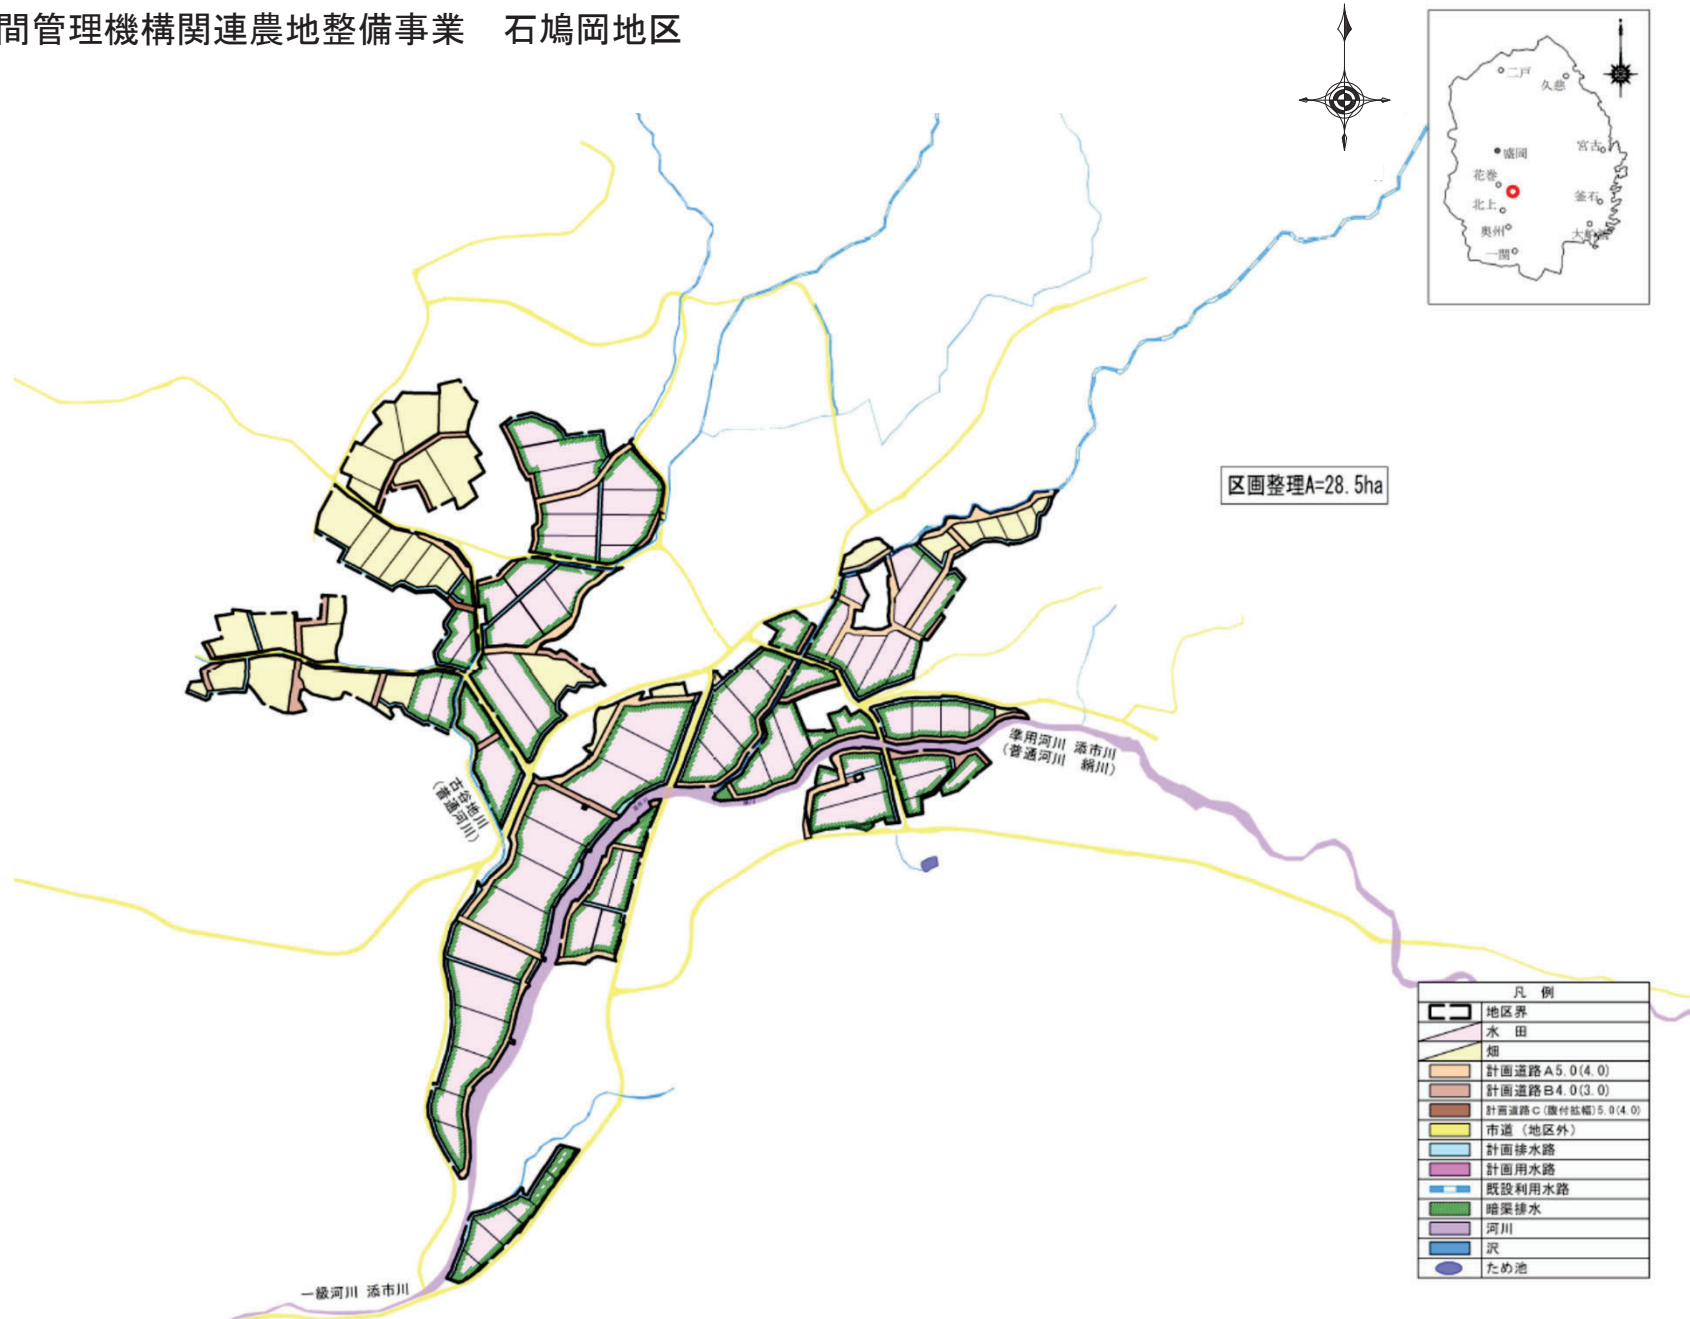 間管理機構関連農地整備事業　石鳩岡地区
二戸
久慈
盛岡
宮古
花巻
釜石
北上
奥州
一関
区画整理A=28.5ha
準用河川 添市川
(普通河川 絹川)
古谷地川
(普通河川)
一級河川 添市川
凡 例
地区界
水 田
畑
計画道路A5.0(4.0)
計画道路B4.0(3.0)
計画道路C(腹付拡幅)5.0(4.0)
市道（地区外）
計画排水路
計画用水路
既設利用水路
暗渠排水
河川
沢
ため池